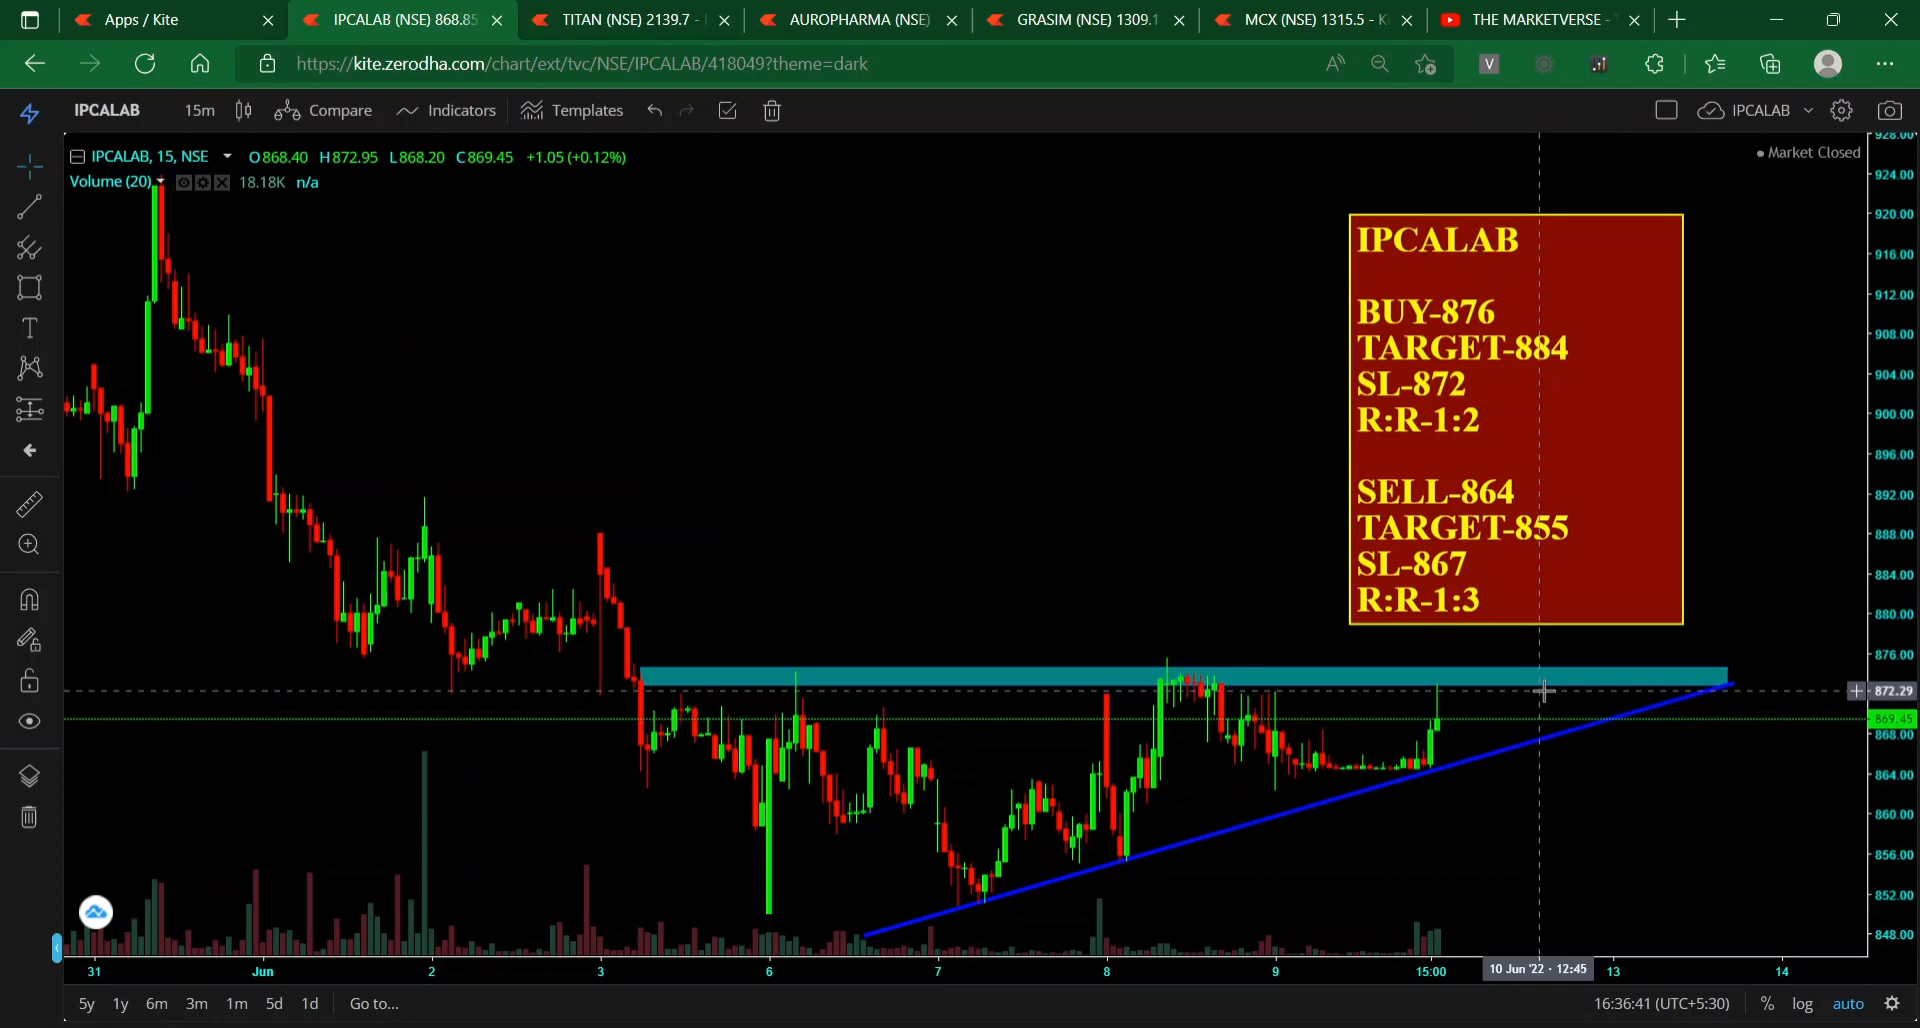 Apps / Kite
IPCALAB (NSE) 868.85
TITAN (NSE) 2139.7 -
AUROPHARMA (NSE)
GRASIM (NSE) 1309.1
MCX (NSE) 1315.5 -
THE MARKETVERSE -
https://kite.zerodha.com/chart/ext/tvc/NSE/IPCALAB/418049?theme=dark
V
IPCALAB
15m
Compare
Indicators
Templates
IPCALAB
IPCALAB, 15, NSE O868.40 H872.95 L868.20 C869.45 +1.05 (+0.12%)
Volume (20) 18.18K n/a
Market Closed
IPCALAB
BUY-876
TARGET-884
SL-872
R:R-1:2
SELL-864
TARGET-855
SL-867
R:R-1:3
928.00
924.00
920.00
916.00
912.00
908.00
904.00
900.00
896.00
892.00
888.00
884.00
880.00
876.00
872.29
869.45
868.00
864.00
860.00
856.00
852.00
848.00
31
Jun
2
3
6
7
8
9
15:00
10 Jun '22 - 12:45
13
14
5y 1y 6m 3m 1m 5d 1d Go to...
16:36:41 (UTC+5:30) % log auto